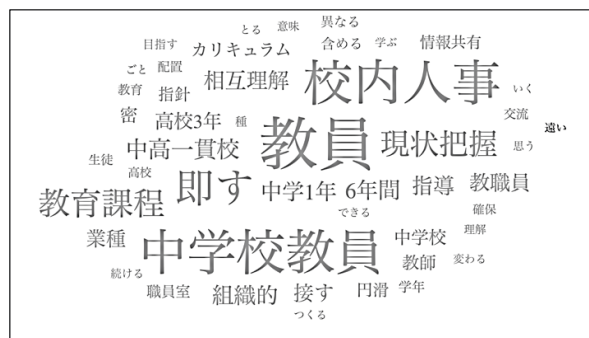 とる 意味 異なる
目指す カリキュラム 含める 学ぶ 情報共有
ごと 配置 相互理解 校内人事 いく
教育 指針
密 高校3年 種 教員 現状把握 交流 遠い
中高一貫校 思う
生徒 高校 即す 中学1年 6年間 指導 教職員
教育課程 できる 確保
業種 中学校教員 中学校 理解
教師 変わる
続ける 職員室 組織的 接す 円滑 学年
つくる